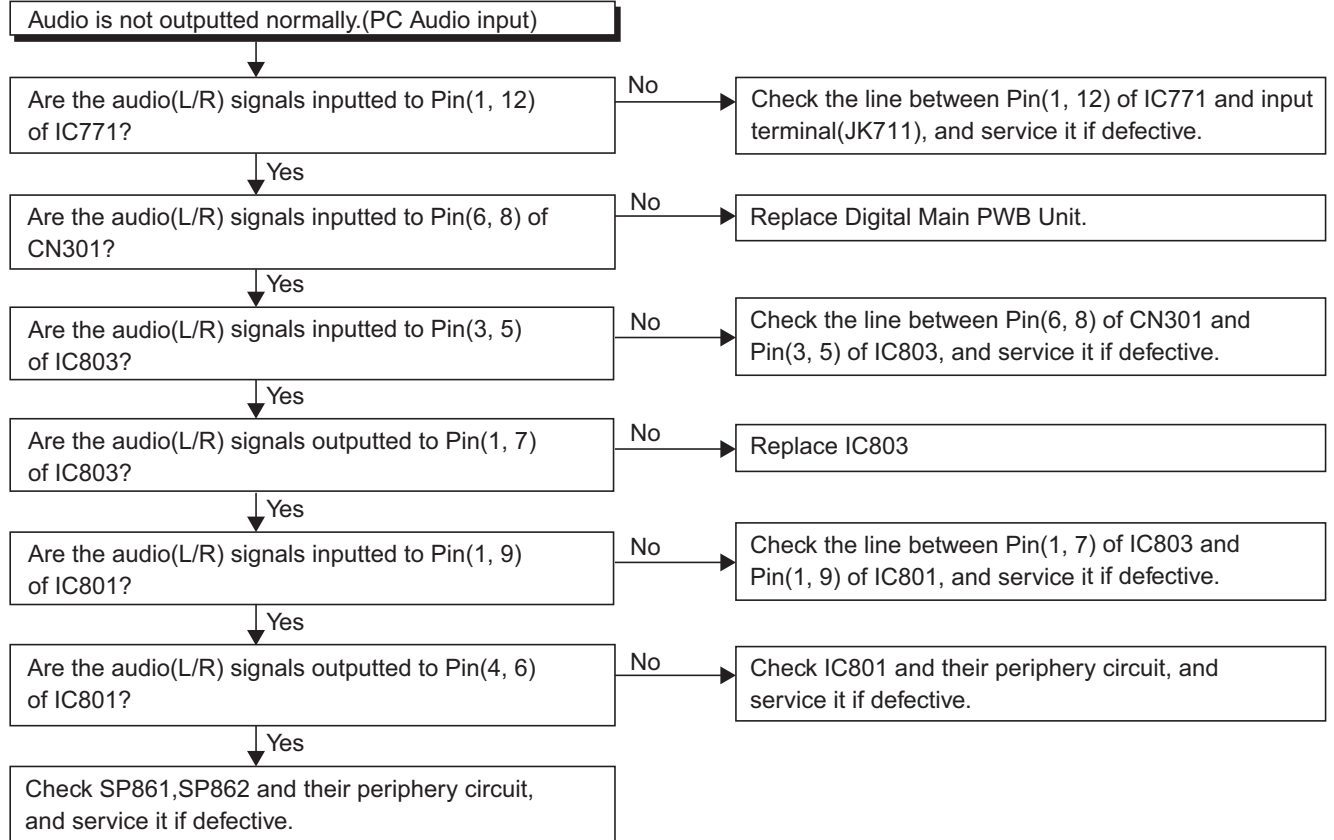 Audio is not outputted normally.(PC Audio input)
Are the audio(L/R) signals inputted to Pin(1, 12)
of IC771?
No
Check the line between Pin(1, 12) of IC771 and input
terminal(JK711), and service it if defective.
Yes
Are the audio(L/R) signals inputted to Pin(6, 8) of
CN301?
No
Replace Digital Main PWB Unit.
Yes
Are the audio(L/R) signals inputted to Pin(3, 5)
of IC803?
No
Check the line between Pin(6, 8) of CN301 and
Pin(3, 5) of IC803, and service it if defective.
Yes
Are the audio(L/R) signals outputted to Pin(1, 7)
of IC803?
No
Replace IC803
Yes
Are the audio(L/R) signals inputted to Pin(1, 9)
of IC801?
No
Check the line between Pin(1, 7) of IC803 and
Pin(1, 9) of IC801, and service it if defective.
Yes
Are the audio(L/R) signals outputted to Pin(4, 6)
of IC801?
No
Check IC801 and their periphery circuit, and
service it if defective.
Yes
Check SP861,SP862 and their periphery circuit,
and service it if defective.